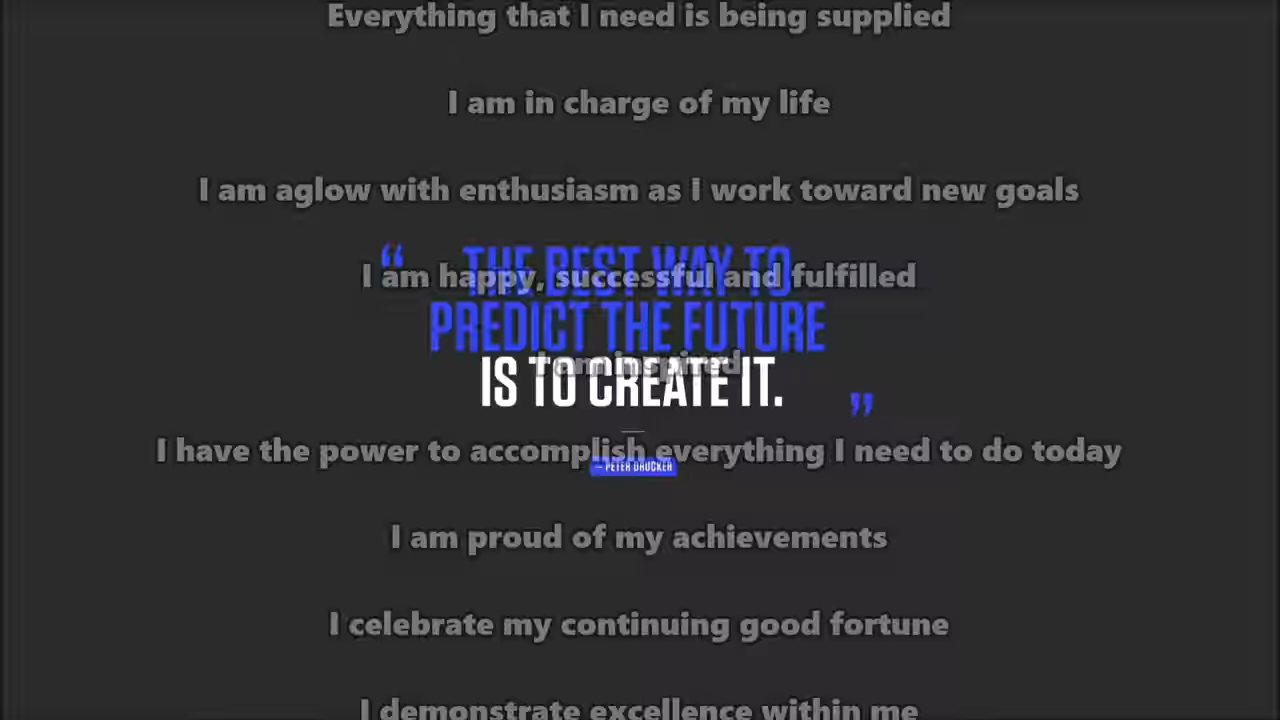 Everything that I need is being supplied
I am in charge of my life
I am aglow with enthusiasm as I work toward new goals
“ THE BEST WAY TO
I am happy, successful and fulfilled
PREDICT THE FUTURE
I am inspired
IS TO CREATE IT. ”
I have the power to accomplish everything I need to do today
— PETER DRUCKER
I am proud of my achievements
I celebrate my continuing good fortune
I demonstrate excellence within me